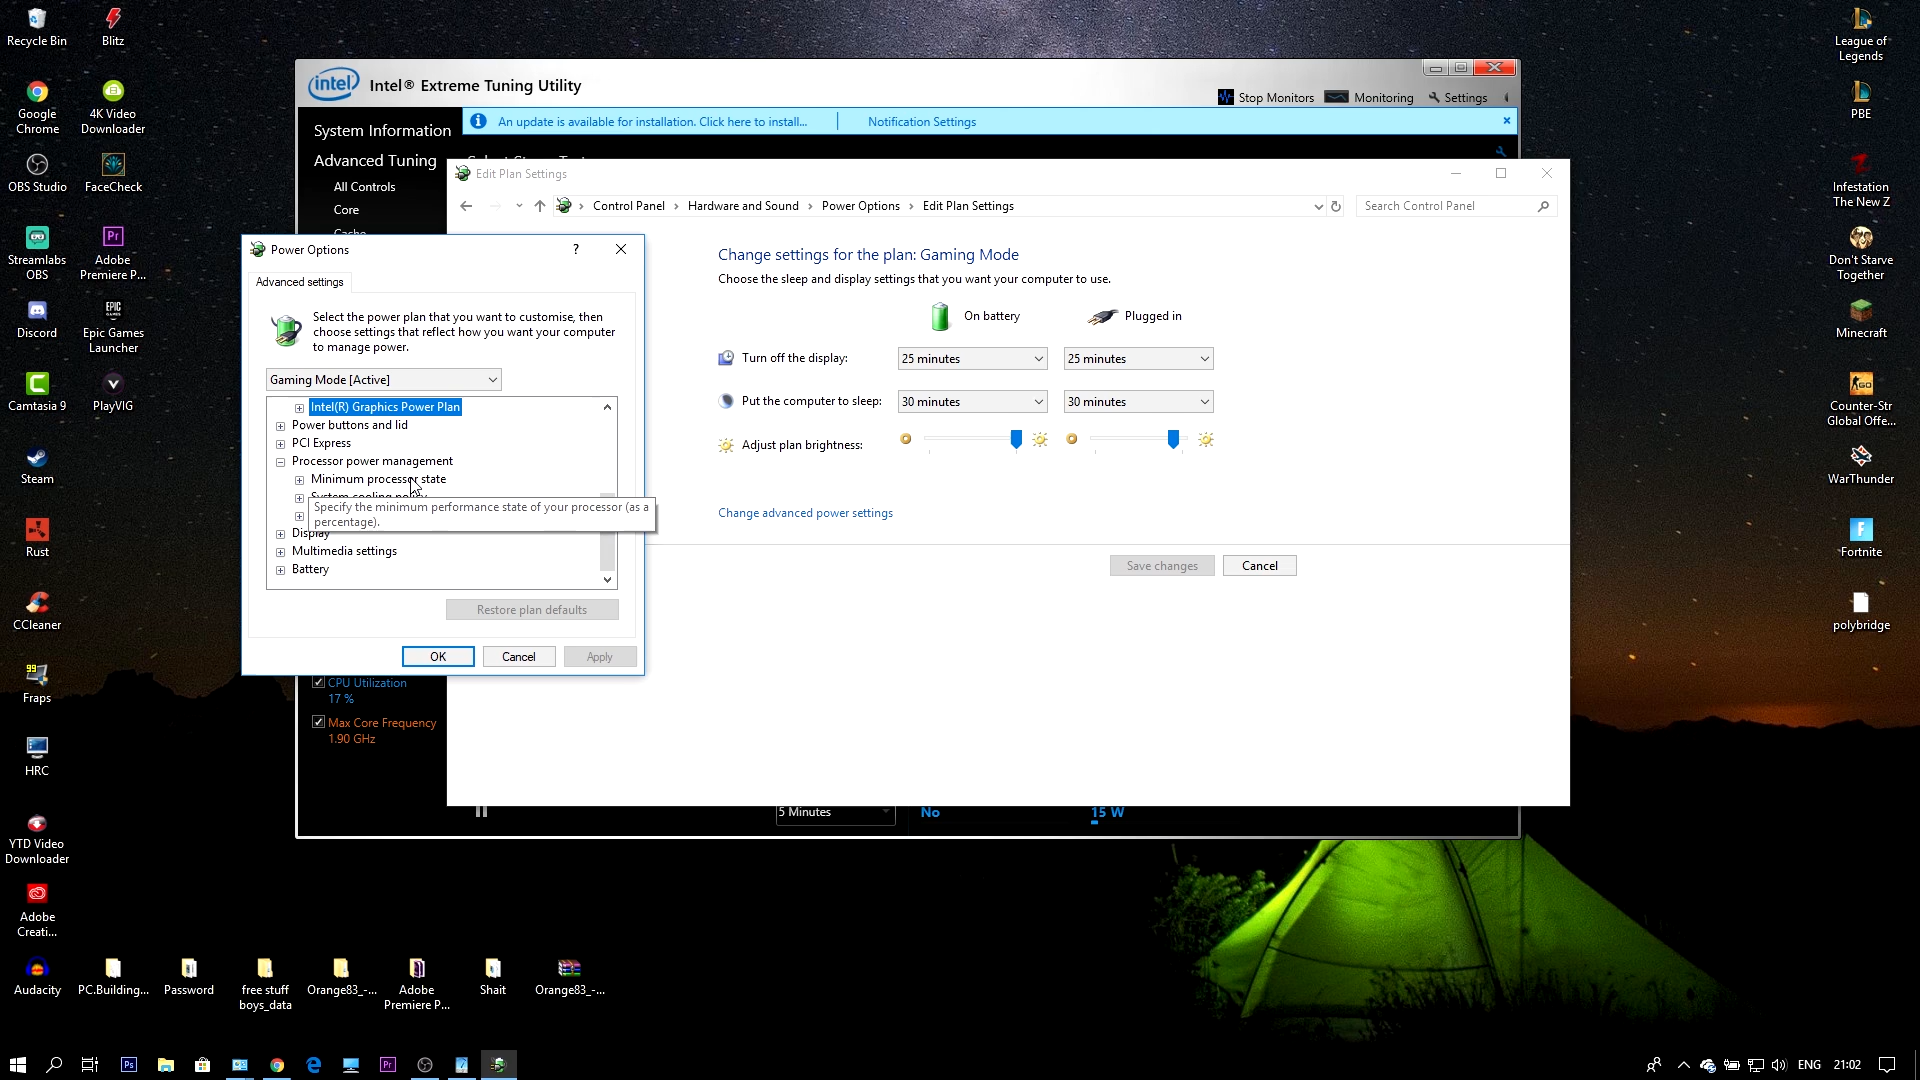 Recycle Bin
Blitz
Google
Chrome
4K Video
Downloader
OBS Studio
FaceCheck
Streamlabs
OBS
Adobe
Premiere P...
Discord
Epic Games
Launcher
Camtasia 9
PlayVIG
Steam
Rust
CCleaner
99
Fraps
HRC
YTD Video
Downloader
Adobe
Creati...
Audacity
PC.Building...
Password
free stuff
boys_data
Orange83_-...
Adobe
Premiere P...
Shait
Orange83_-...
League of
Legends
PBE
Infestation
The New Z
Don't Starve
Together
Minecraft
Counter-Str
Global Offe...
WarThunder
Fortnite
polybridge
intel
Intel® Extreme Tuning Utility
Stop Monitors
Monitoring
Settings
System Information
An update is available for installation. Click here to install...
Notification Settings
Advanced Tuning
All Controls
Core
Cache
CPU Utilization
17 %
Max Core Frequency
1.90 GHz
5 Minutes
No
15 W
Edit Plan Settings
Control Panel
Hardware and Sound
Power Options
Edit Plan Settings
Search Control Panel
Change settings for the plan: Gaming Mode
Choose the sleep and display settings that you want your computer to use.
On battery
Plugged in
Turn off the display:
25 minutes
25 minutes
Put the computer to sleep:
30 minutes
30 minutes
Adjust plan brightness:
Change advanced power settings
Save changes
Cancel
Power Options
?
Advanced settings
Select the power plan that you want to customise, then
choose settings that reflect how you want your computer
to manage power.
Gaming Mode [Active]
Intel(R) Graphics Power Plan
Power buttons and lid
PCI Express
Processor power management
Minimum processor state
System cooling policy
Specify the minimum performance state of your processor (as a
percentage).
Display
Multimedia settings
Battery
Restore plan defaults
OK
Cancel
Apply
Ps
Pr
ENG
21:02